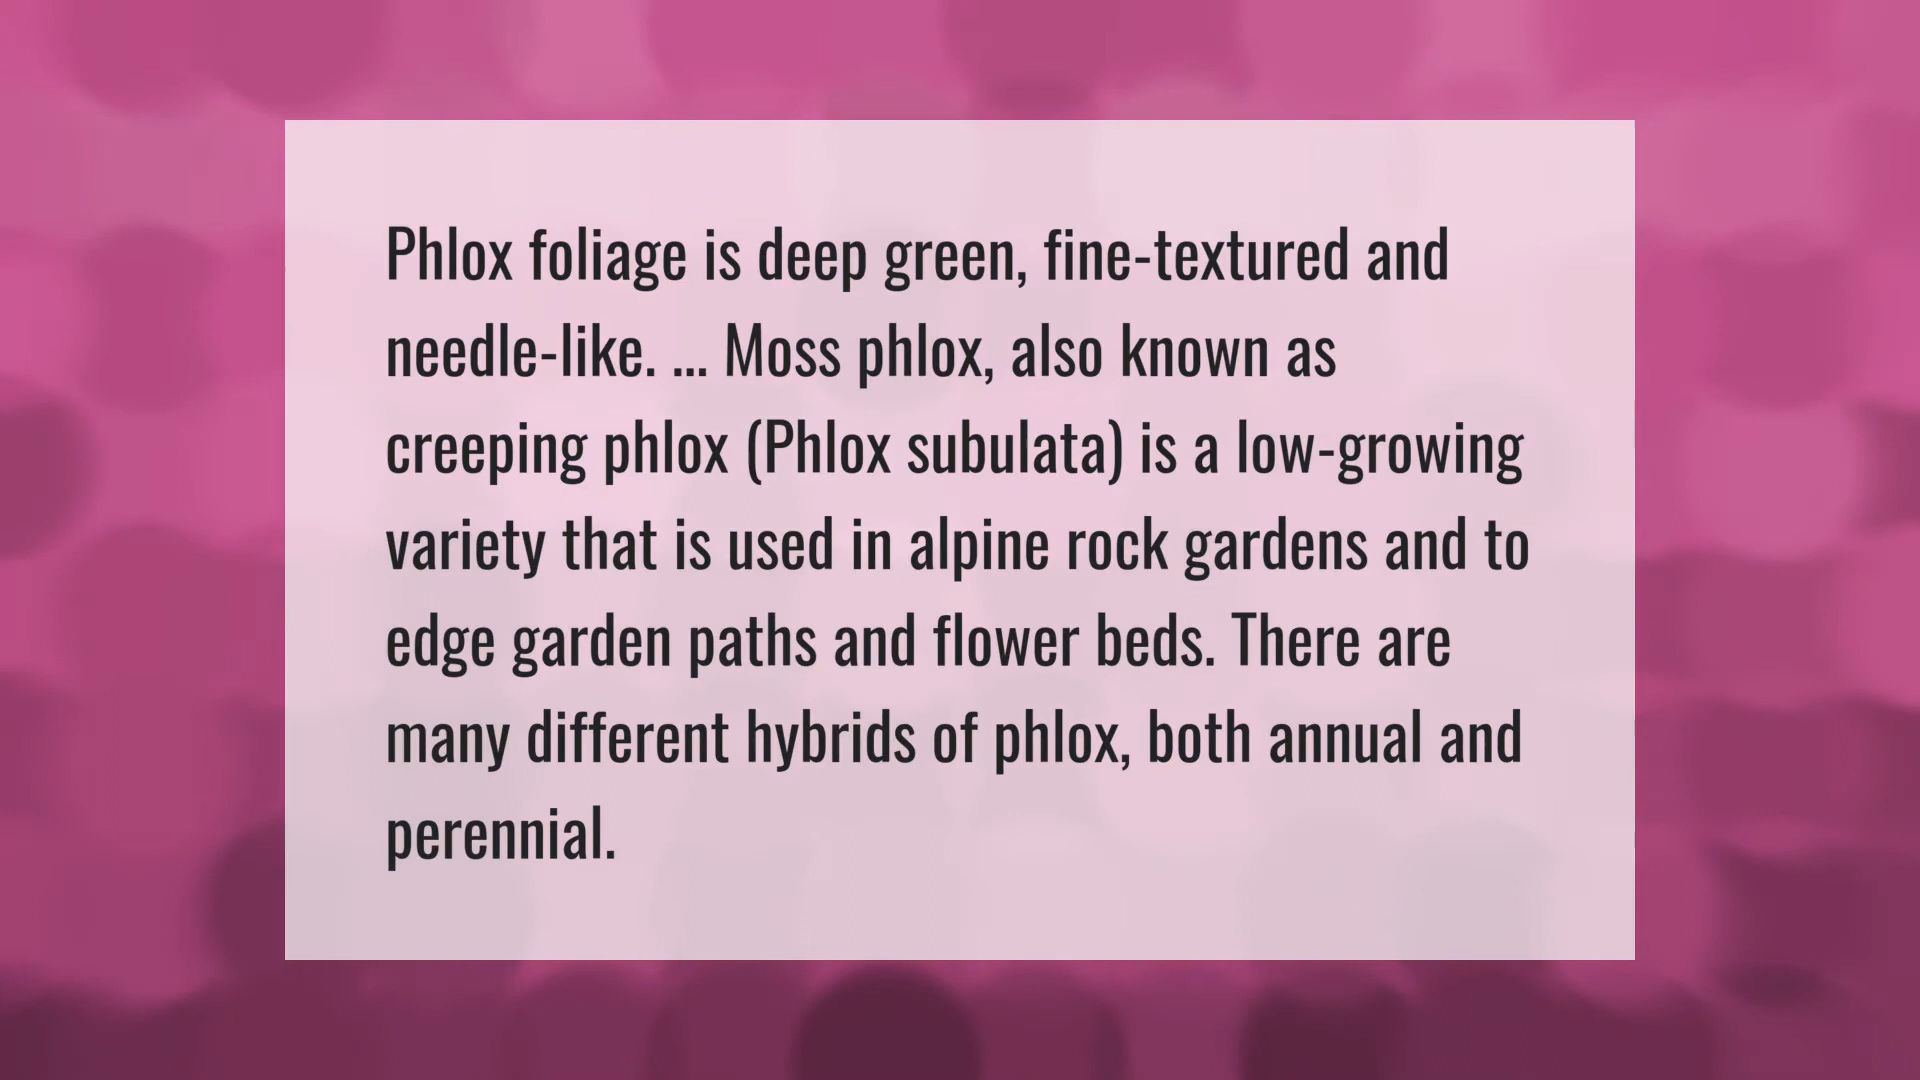 Phlox foliage is deep green, fine-textured and
needle-like. ... Moss phlox, also known as
creeping phlox (Phlox subulata) is a low-growing
variety that is used in alpine rock gardens and to
edge garden paths and flower beds. There are
many different hybrids of phlox, both annual and
perennial.